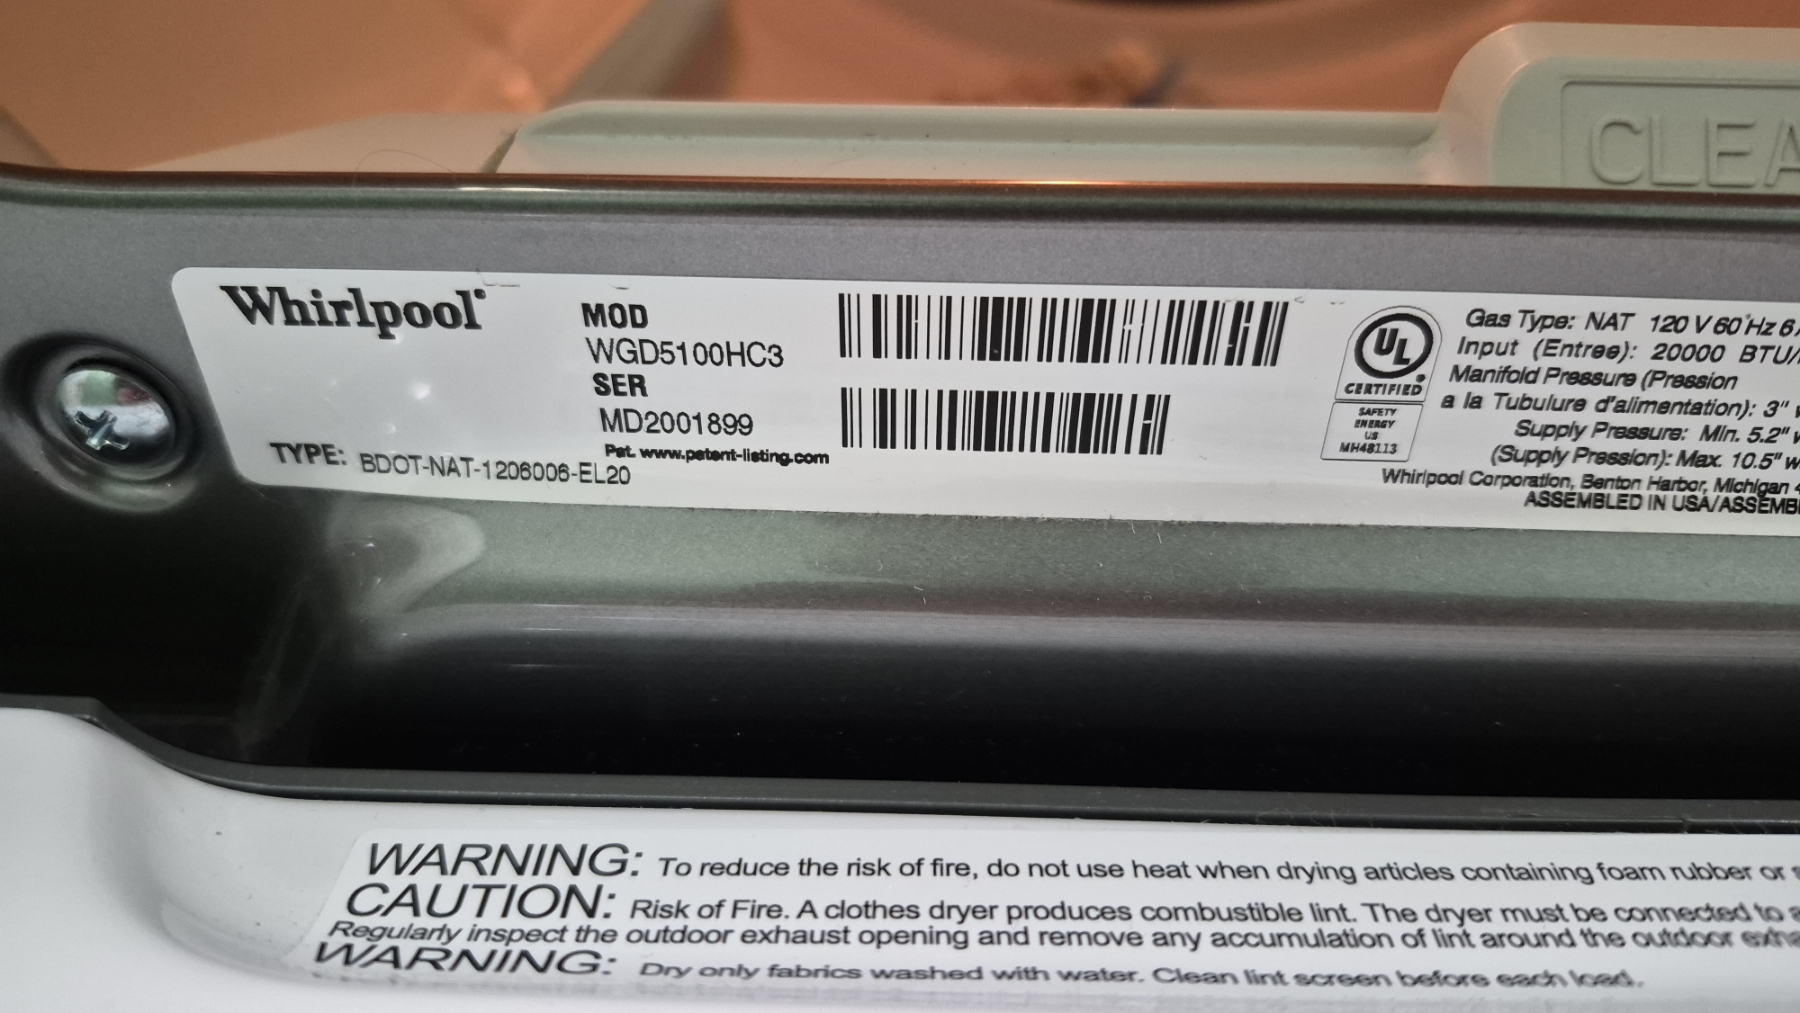 CLEA
Whirlpool
MOD
WGD5100HC3
SER
MD2001899
Pat. www.patent-listing.com
TYPE: BDOT-NAT-1206006-EL20
UL
CERTIFIED
SAFETY
ENERGY
US
MH48113
Gas Type: NAT 120 V 60 Hz 6
Input (Entree): 20000 BTU/
Manifold Pressure (Pression
a la Tubulure d'alimentation): 3"
Supply Pressure: Min. 5.2"
(Supply Pression): Max. 10.5" w
Whirlpool Corporation, Benton Harbor, Michigan 4
ASSEMBLED IN USA/ASSEMB
WARNING: To reduce the risk of fire, do not use heat when drying articles containing foam rubber or
CAUTION: Risk of Fire. A clothes dryer produces combustible lint. The dryer must be connected to
Regularly inspect the outdoor exhaust opening and remove any accumulation of lint around the outdoor exha
WARNING: Dry only fabrics washed with water. Clean lint screen before each load.